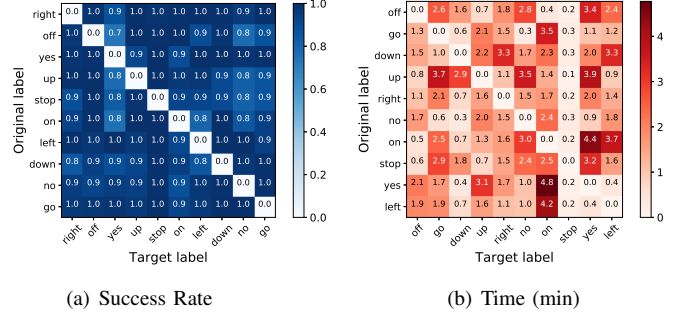 Original label
right 0.0 1.0 0.9 1.0 1.0 1.0 1.0 1.0 1.0 1.0
off 1.0 0.0 0.7 1.0 1.0 0.9 1.0 1.0 0.8 0.9
yes 1.0 1.0 0.0 0.9 1.0 0.9 0.9 1.0 1.0 1.0
up 1.0 1.0 0.8 0.0 1.0 1.0 1.0 0.9 0.8 0.9
stop 0.9 1.0 0.9 1.0 0.0 0.9 0.9 0.9 0.8 0.9
on 0.9 1.0 0.8 1.0 1.0 0.0 0.8 0.9 0.8 0.9
left 1.0 1.0 1.0 1.0 1.0 0.9 0.0 1.0 1.0 1.0
down 0.8 0.9 0.9 1.0 1.0 0.9 0.8 0.0 1.0 1.0
no 0.9 0.9 0.9 0.9 1.0 0.9 1.0 1.0 0.0 1.0
go 1.0 1.0 0.9 1.0 1.0 0.9 1.0 1.0 1.0 0.0
right off yes up stop on left down no go
Target label
1.0
0.8
0.6
0.4
0.2
0.0
(a) Success Rate
Original label
off 0.0 2.6 1.6 1.8 2.8 0.4 0.2 3.4 2.4
go 1.3 0.0 0.6 2.1 1.5 3.5 0.2 1.1 1.2
down 1.5 1.0 0.0 2.2 3.3 1.7 0.2 2.0 3.3
up 0.8 3.7 2.9 0.0 1.1 3.5 1.4 0.2 3.9 0.9
right 1.1 2.1 0.7 1.6 0.0 1.5 1.7 0.2 2.0 1.4
no 1.7 0.6 0.3 2.0 1.5 0.0 2.4 0.3 0.9
on 0.5 2.5 0.7 1.3 1.6 3.0 0.0 0.2 4.4 3.7
stop 0.6 2.9 1.8 0.7 1.5 2.4 2.5 0.0 3.2 1.6
yes 2.1 1.7 0.4 3.1 1.7 1.0 4.8 0.2 0.0 0.4
left 1.9 1.9 0.7 1.6 1.1 1.0 4.2 0.2 0.4 0.0
off go down up right no on stop yes left
Target label
4
3
2
1
0
(b) Time (min)